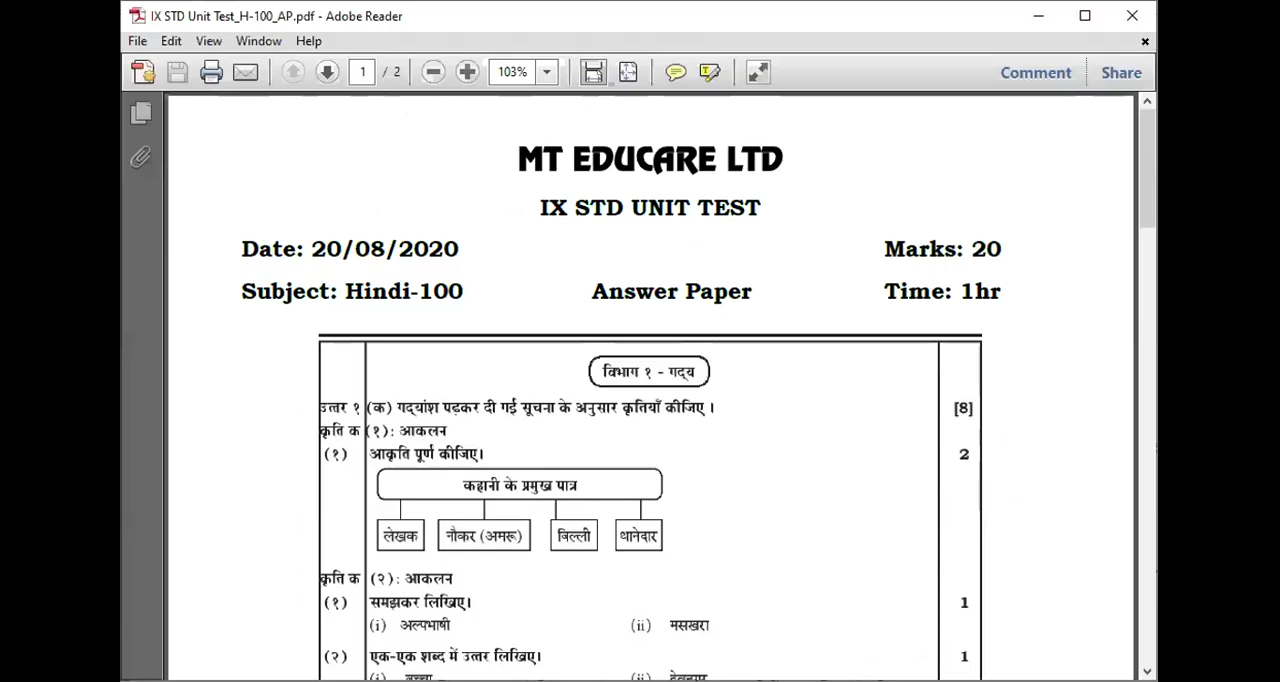 IX STD Unit Test_H-100_AP.pdf - Adobe Reader
File Edit View Window Help
1 / 2 103% Comment Share
MT EDUCARE LTD
IX STD UNIT TEST
Date: 20/08/2020 Marks: 20
Subject: Hindi-100 Answer Paper Time: 1hr
विभाग १ - गद्य
उत्तर १ (क) गद्यांश पढ़कर दी गई सूचना के अनुसार कृतियाँ कीजिए । [8]
कृति क (१): आकलन
(१) आकृति पूर्ण कीजिए। 2
कहानी के प्रमुख पात्र
लेखक नौकर (अमरू) बिल्ली थानेदार
कृति क (२): आकलन
(१) समझकर लिखिए। 1
(i) अल्पभाषी (ii) मसखरा
(२) एक-एक शब्द में उत्तर लिखिए। 1
(i) (ii)